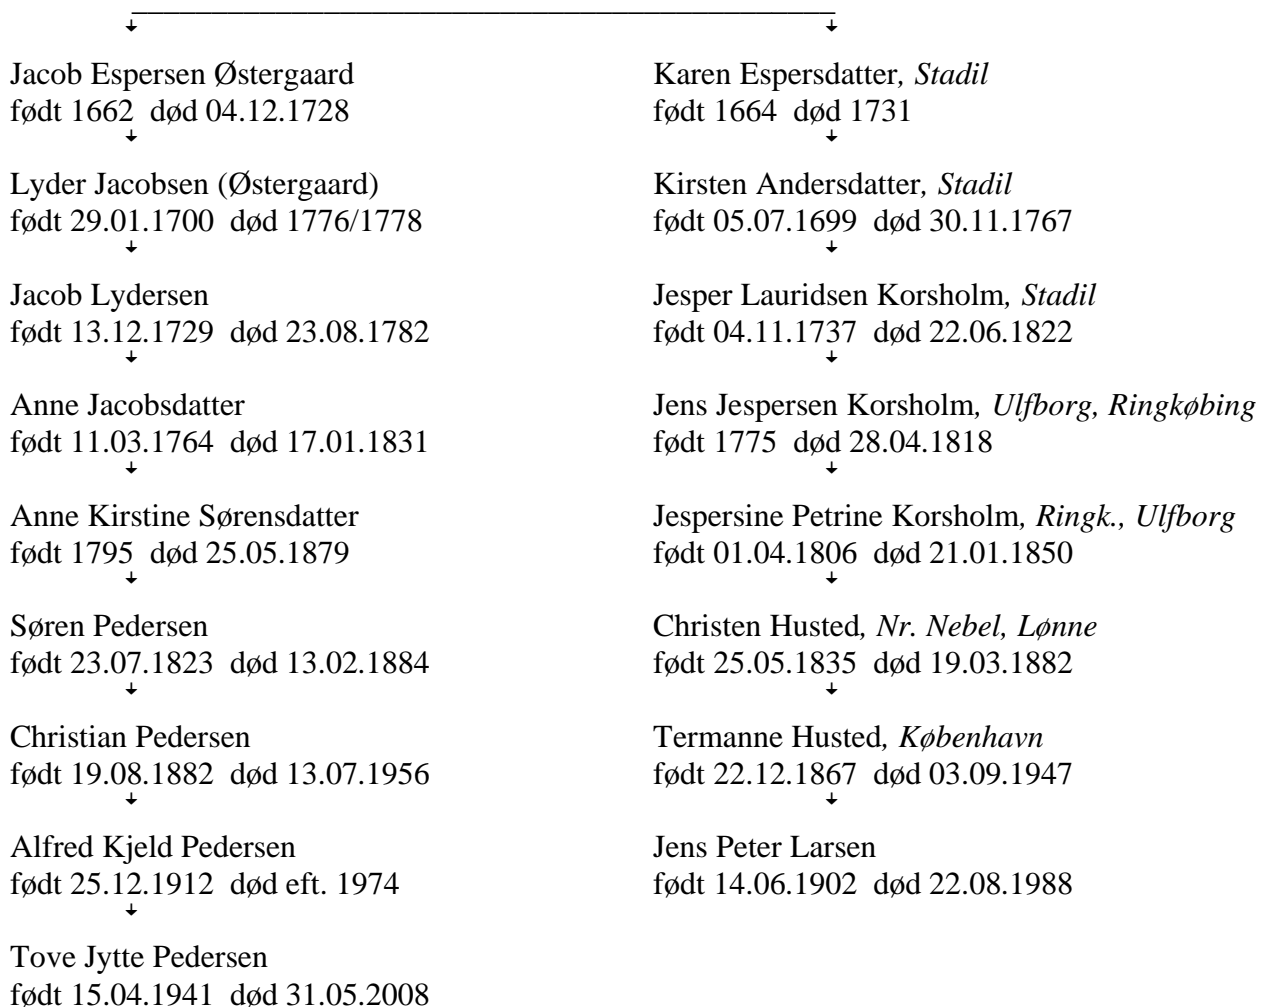 Jacob Espersen Østergaard
født 1662 død 04.12.1728
Lyder Jacobsen (Østergaard)
født 29.01.1700 død 1776/1778
Jacob Lydersen
født 13.12.1729 død 23.08.1782
Anne Jacobsdatter
født 11.03.1764 død 17.01.1831
Anne Kirstine Sørensdatter
født 1795 død 25.05.1879
Søren Pedersen
født 23.07.1823 død 13.02.1884
Christian Pedersen
født 19.08.1882 død 13.07.1956
Alfred Kjeld Pedersen
født 25.12.1912 død eft. 1974
Tove Jytte Pedersen
født 15.04.1941 død 31.05.2008
Karen Espersdatter, Stadil
født 1664 død 1731
Kirsten Andersdatter, Stadil
født 05.07.1699 død 30.11.1767
Jesper Lauridsen Korsholm, Stadil
født 04.11.1737 død 22.06.1822
Jens Jespersen Korsholm, Ulfborg, Ringkøbing
født 1775 død 28.04.1818
Jespersine Petrine Korsholm, Ringk., Ulfborg
født 01.04.1806 død 21.01.1850
Christen Husted, Nr. Nebel, Lønne
født 25.05.1835 død 19.03.1882
Termanne Husted, København
født 22.12.1867 død 03.09.1947
Jens Peter Larsen
født 14.06.1902 død 22.08.1988